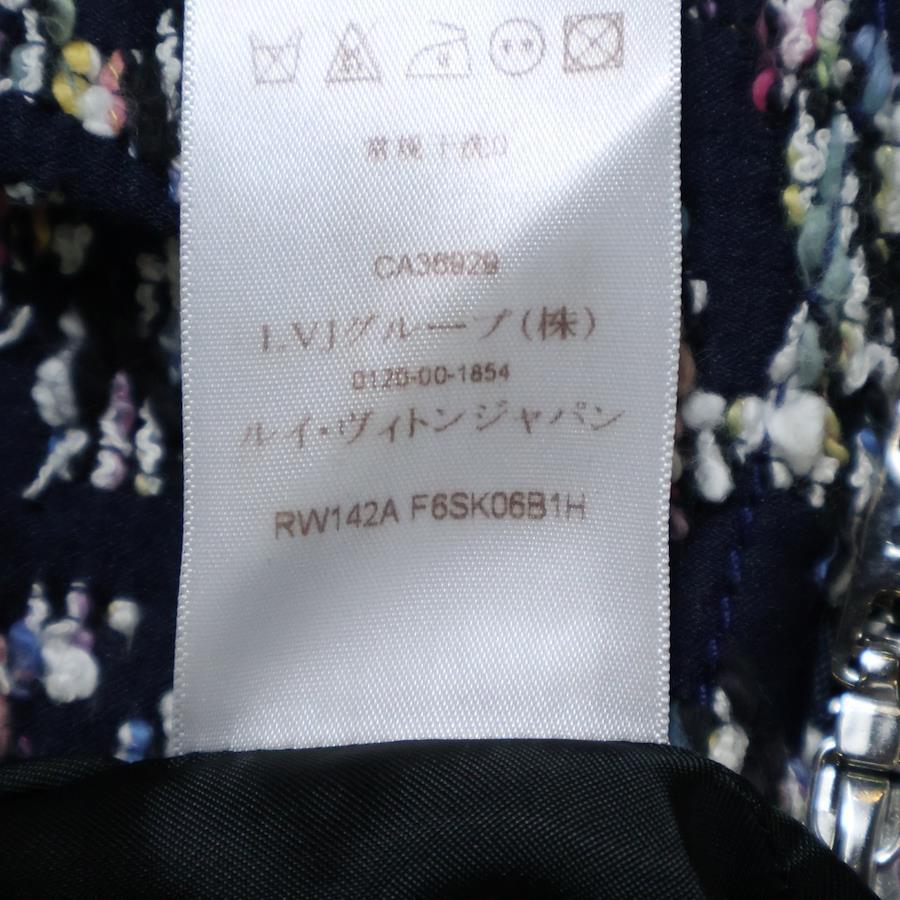 CA36929
LVJグループ(株)
0120-00-1854
ルイ・ヴィトンジャパン
RW142A F6SK06B1H